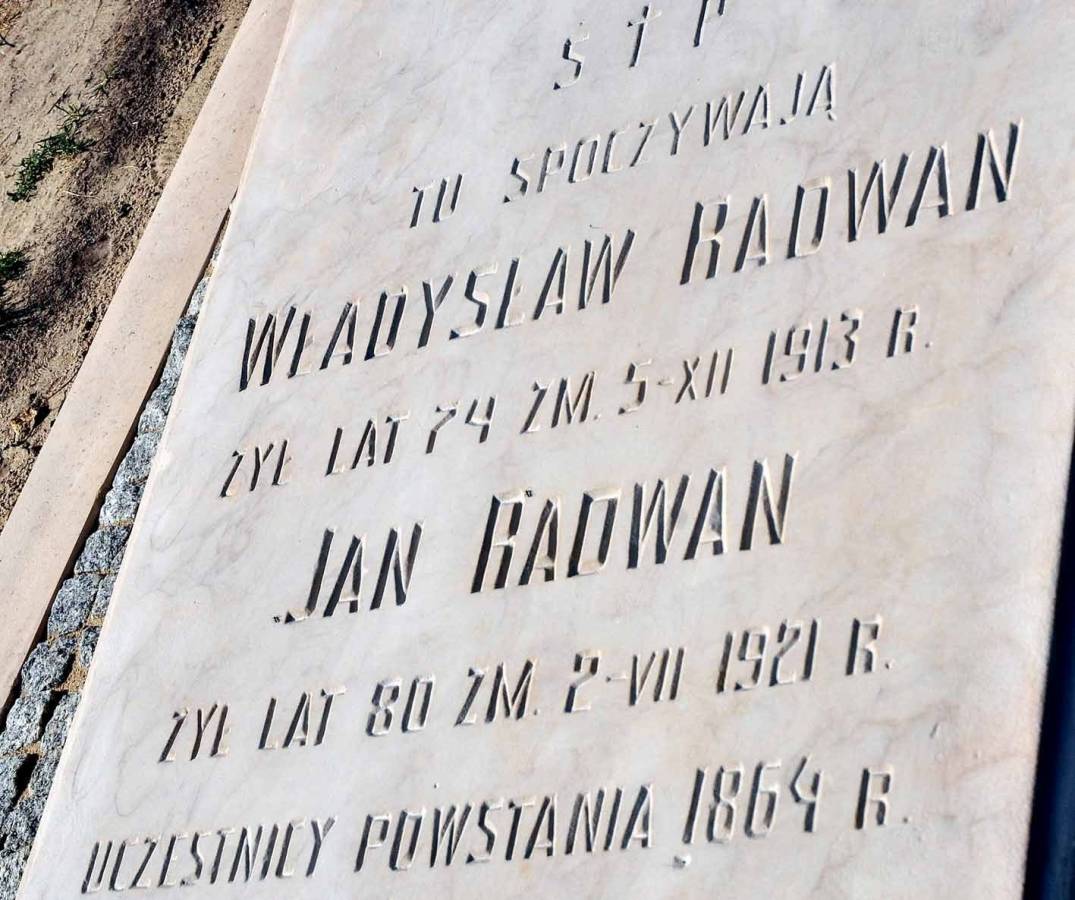 Ś † P
TU SPOCZYWAJĄ
WŁADYSŁAW RADWAN
ŻYŁ LAT 74 ZM. 5-XII 1913 R.
JAN RADWAN
ŻYŁ LAT 80 ZM. 2-VII 1921 R.
UCZESTNICY POWSTANIA 1864 R.